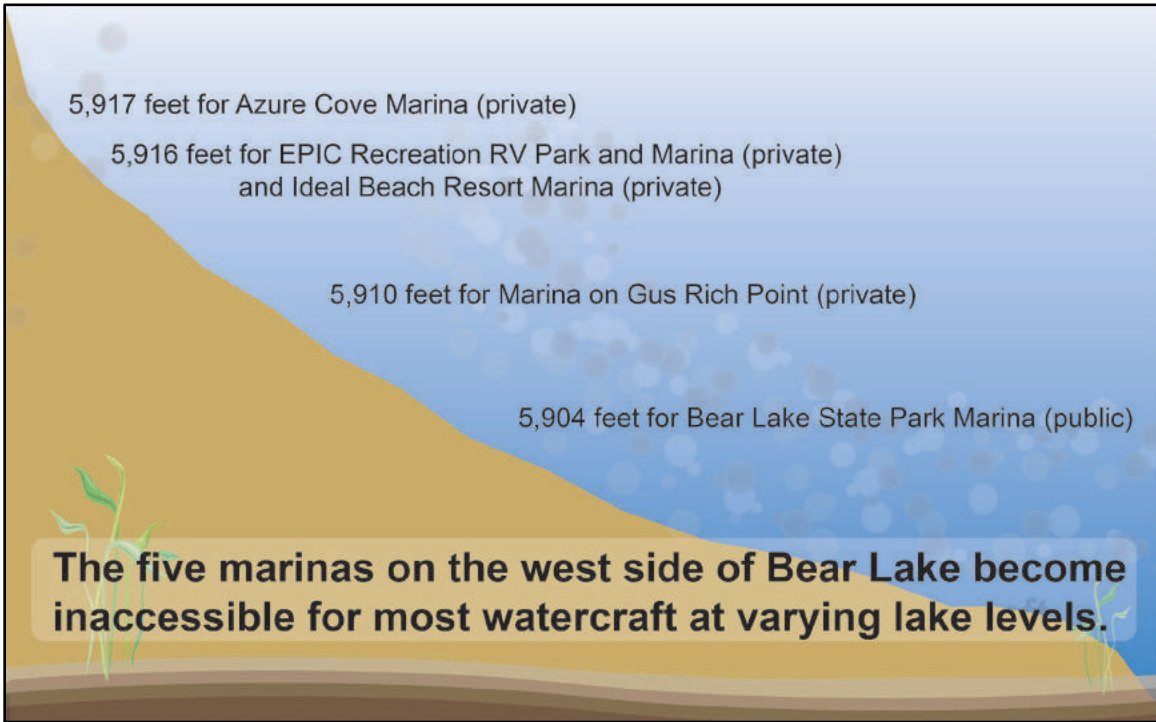 5,917 feet for Azure Cove Marina (private)
5,916 feet for EPIC Recreation RV Park and Marina (private)
and Ideal Beach Resort Marina (private)
5,910 feet for Marina on Gus Rich Point (private)
5,904 feet for Bear Lake State Park Marina (public)
The five marinas on the west side of Bear Lake become
inaccessible for most watercraft at varying lake levels.